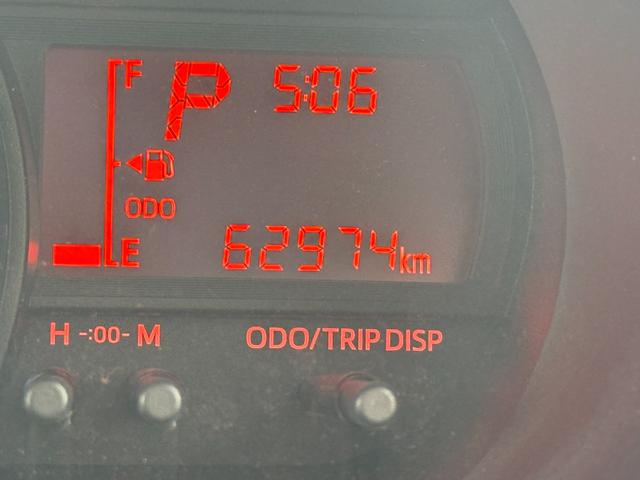 F P 5:06
ODO
E 62974km
H -:00- M ODO/TRIP DISP